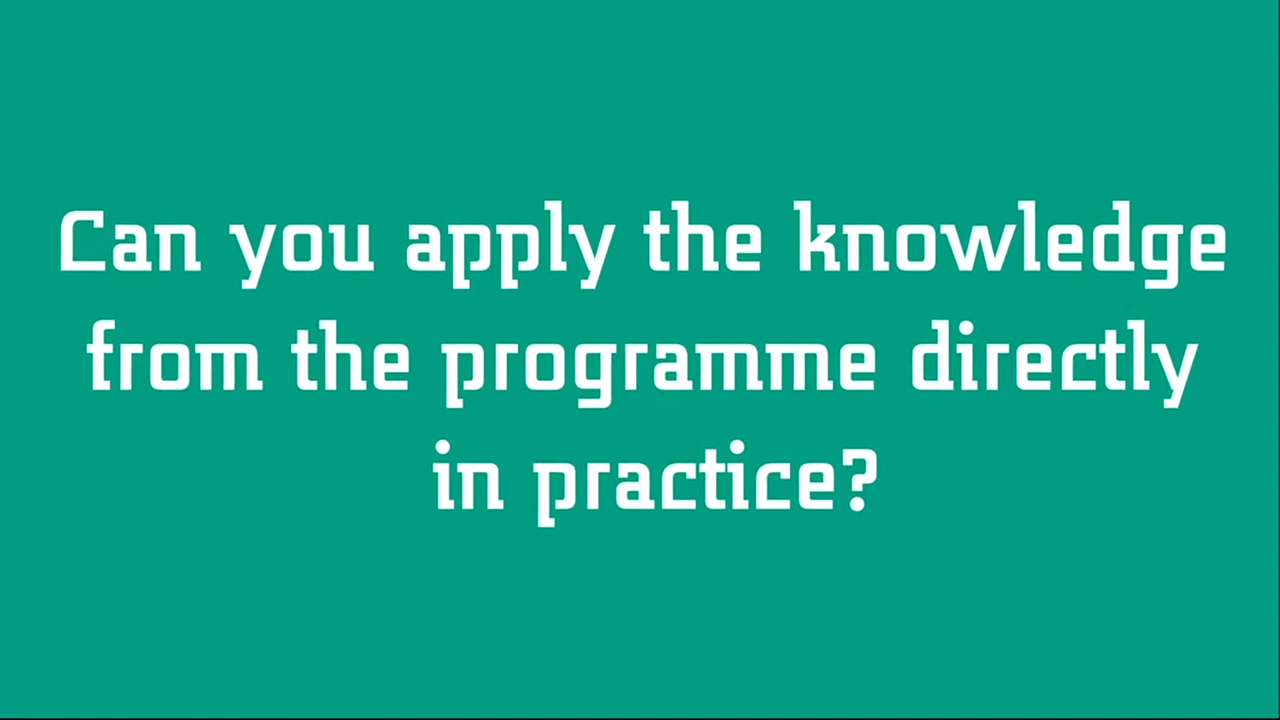 Can you apply the knowledge
from the programme directly
in practice?